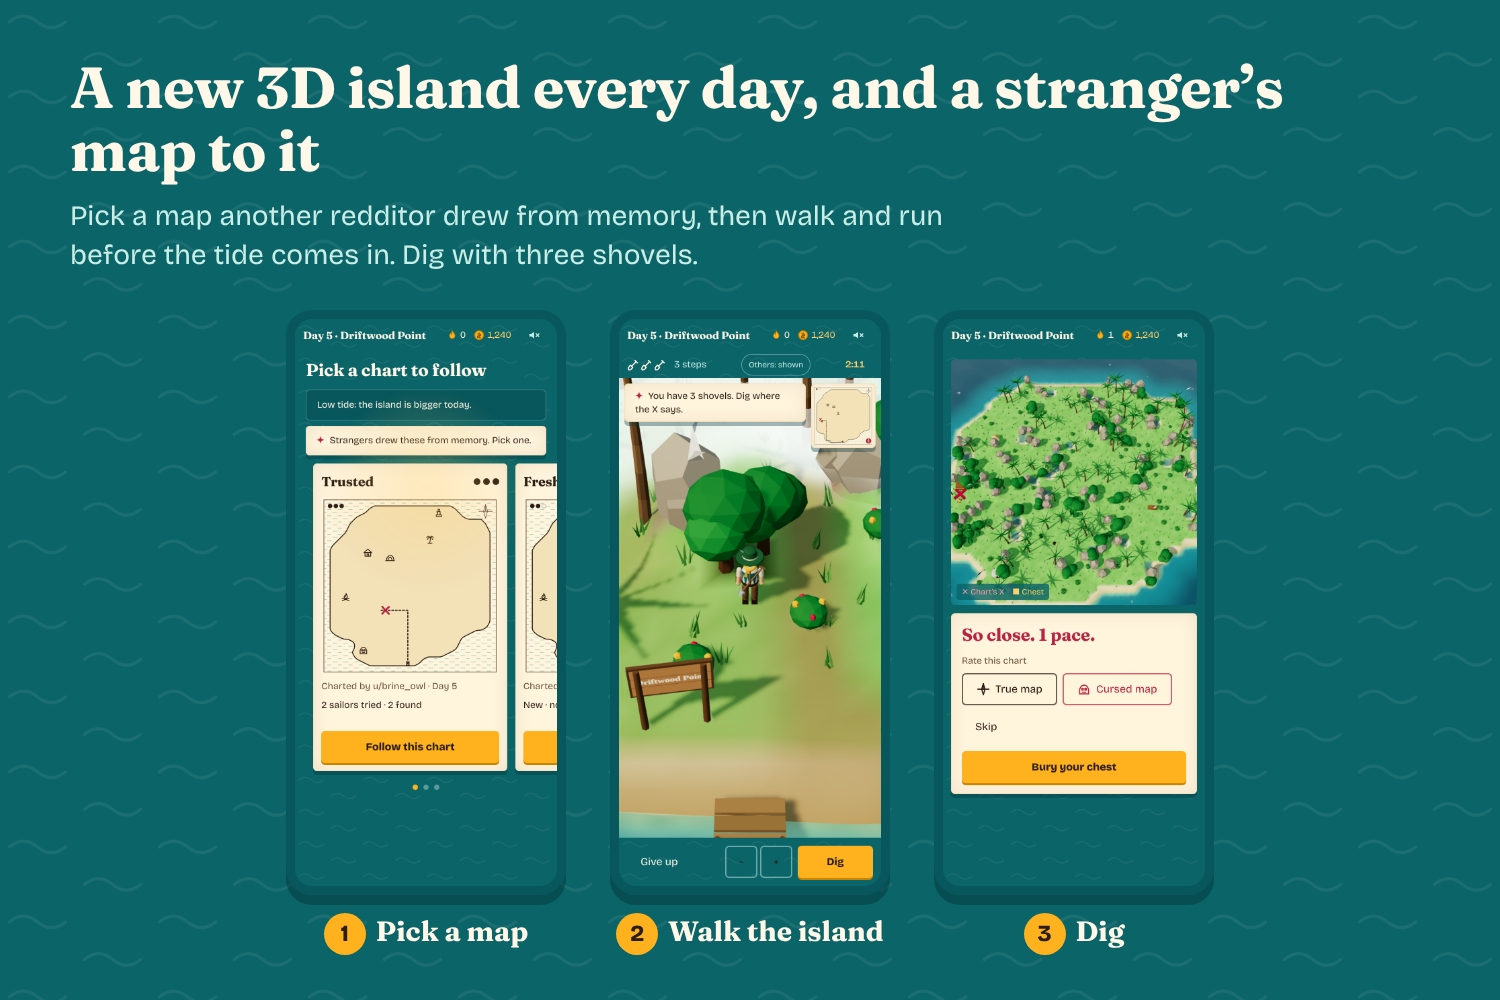 A new 3D island every day, and a stranger's
map to it
Pick a map another redditor drew from memory, then walk and run
before the tide comes in. Dig with three shovels.
Day 5 · Driftwood Point 0 1,240
Pick a chart to follow
Low tide: the island is bigger today.
Strangers drew these from memory. Pick one.
Trusted
Fresh
Charted by u/brine_owl · Day 5
2 sailors tried · 2 found
Follow this chart
Charted
New · n
Day 5 · Driftwood Point 0 1,240
3 steps
Others: shown
2:11
You have 3 shovels. Dig where
the X says.
Driftwood Poin
Give up
-
+
Dig
Day 5 · Driftwood Point 1 1,240
Chart's X
Chest
So close. 1 pace.
Rate this chart
True map
Cursed map
Skip
Bury your chest
1 Pick a map
2 Walk the island
3 Dig